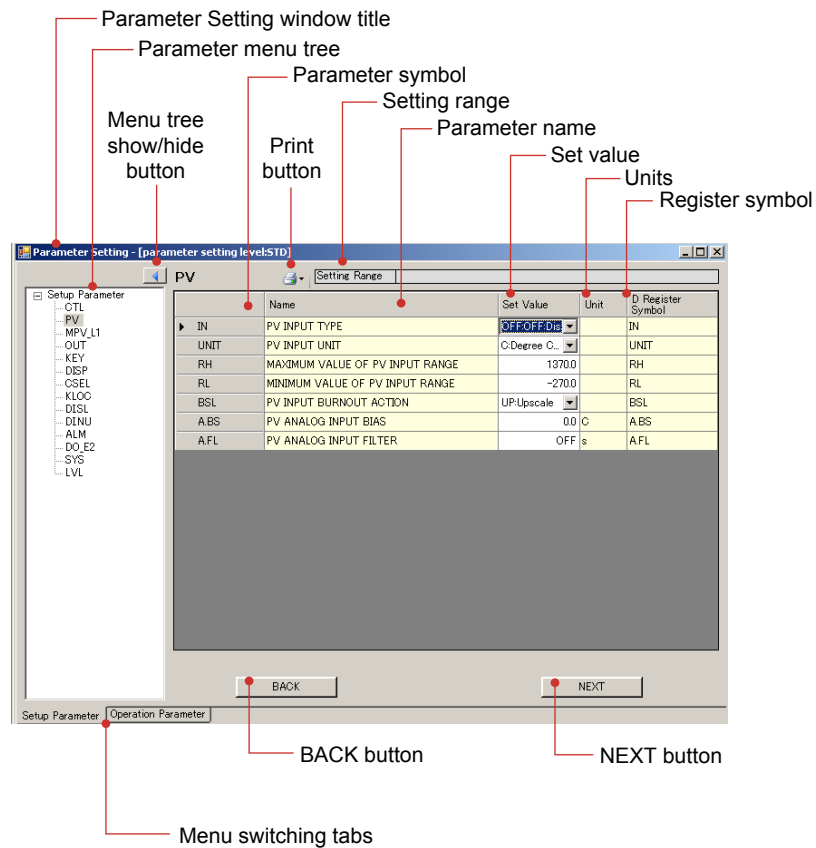 Parameter Setting window title
Parameter menu tree
Parameter symbol
Setting range
Parameter name
Menu tree
show/hide
button
Print
button
Set value
Units
Register symbol
Parameter Setting - [parameter setting level:STD]
PV
Setting Range
Setup Parameter
CTL
PV
MPV_L1
OUT
KEY
DISP
CSEL
KLOC
DISL
DINU
ALM
DO_E2
SYS
LVL
Name Set Value Unit D Register
Symbol
IN PV INPUT TYPE OFF:OFF:Dis IN
UNIT PV INPUT UNIT C:Degree C... UNIT
RH MAXIMUM VALUE OF PV INPUT RANGE 1370.0 RH
RL MINIMUM VALUE OF PV INPUT RANGE -270.0 RL
BSL PV INPUT BURNOUT ACTION UP:Upscale BSL
A.BS PV ANALOG INPUT BIAS 0.0 C A.BS
A.FL PV ANALOG INPUT FILTER OFF s A.FL
BACK NEXT
Setup Parameter Operation Parameter
BACK button
NEXT button
Menu switching tabs